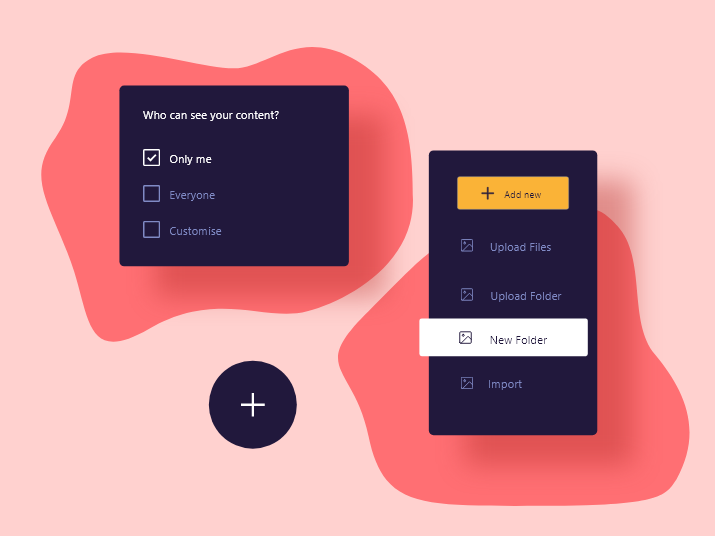 Who can see your content?
Only me
Everyone
Customise
Add new
Upload Files
Upload Folder
New Folder
Import